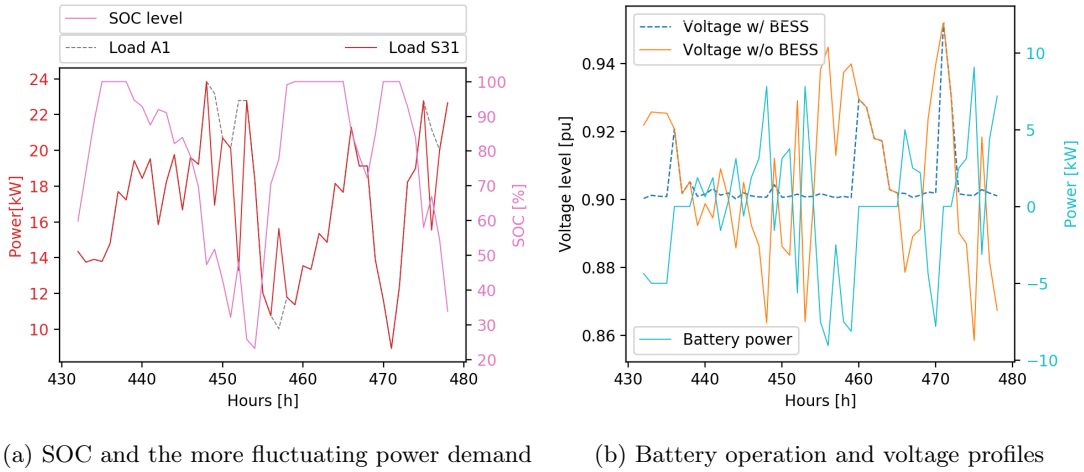 SOC level
Load A1
Load S31
24
22
20
18
16
14
12
10
Power[kW]
100
90
80
70
60
50
40
30
20
SOC [%]
430 440 450 460 470 480
Hours [h]
(a) SOC and the more fluctuating power demand
Voltage w/ BESS
Voltage w/o BESS
Battery power
0.94
0.92
0.90
0.88
0.86
Voltage level [pu]
10
5
0
−5
−10
Power [kW]
430 440 450 460 470 480
Hours [h]
(b) Battery operation and voltage profiles